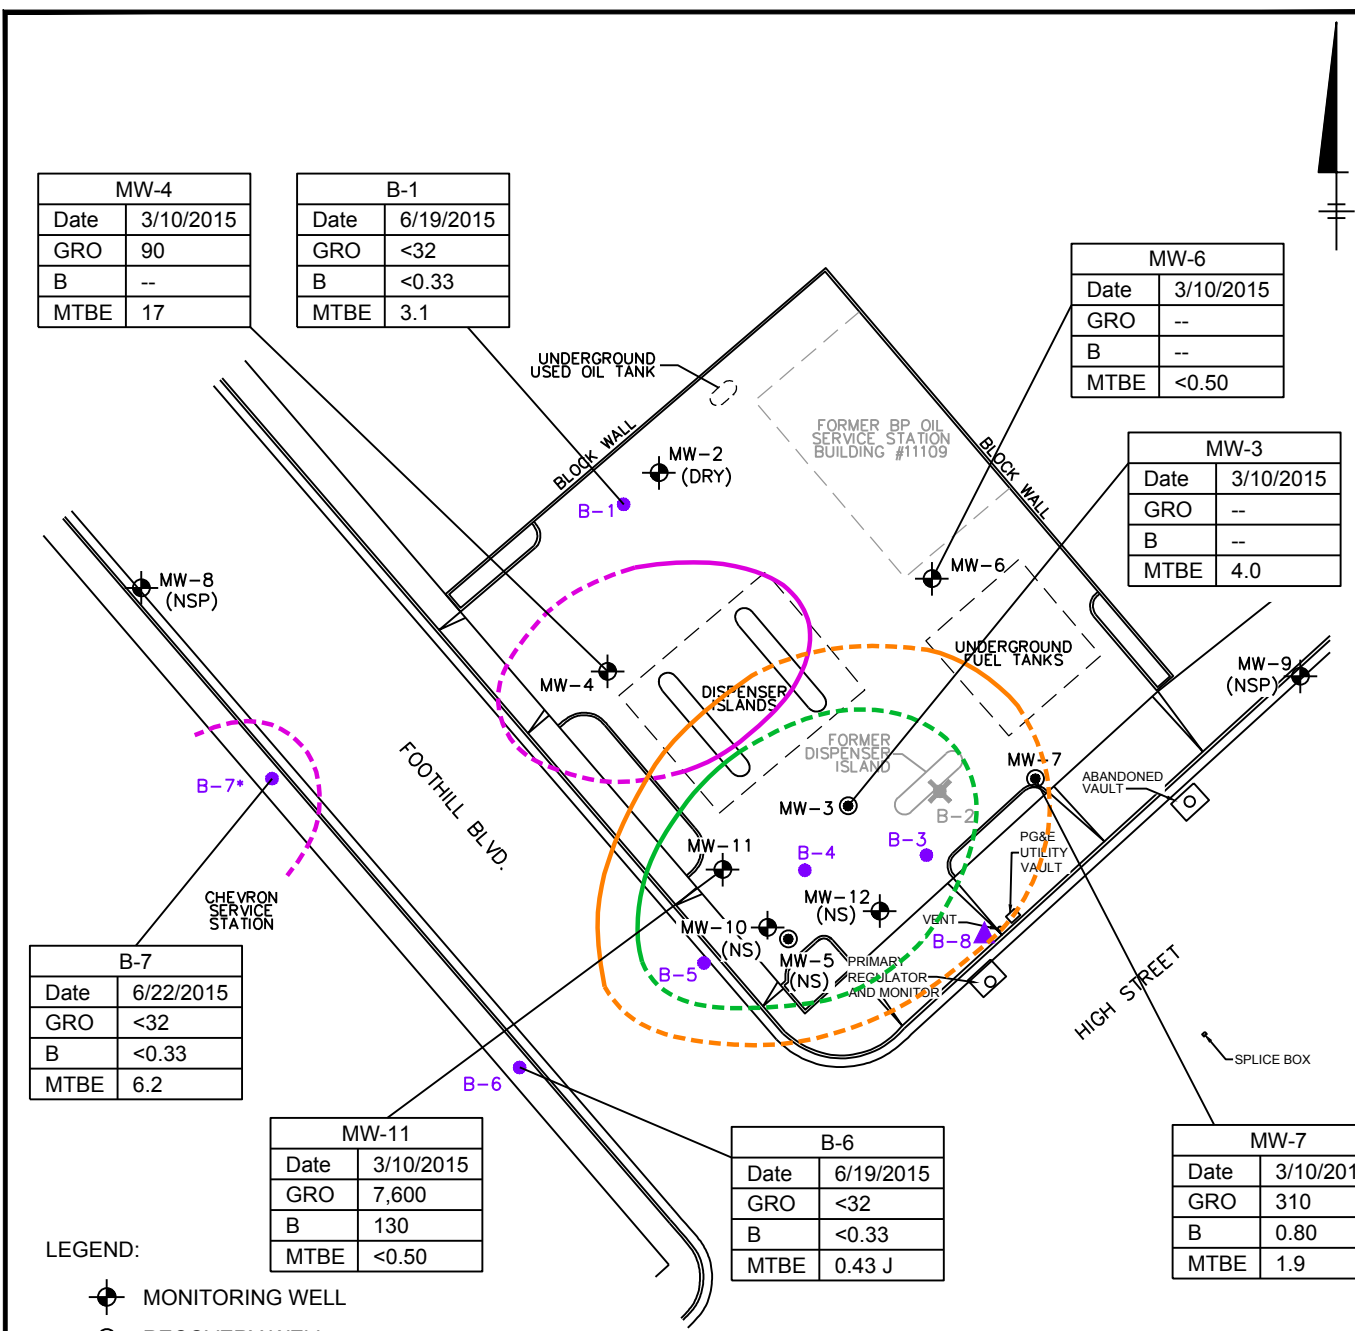 MW-4
Date 3/10/2015
GRO 90
B --
MTBE 17
B-1
Date 6/19/2015
GRO <32
B <0.33
MTBE 3.1
MW-6
Date 3/10/2015
GRO --
B --
MTBE <0.50
MW-3
Date 3/10/2015
GRO --
B --
MTBE 4.0
UNDERGROUND
USED OIL TANK
FORMER BP OIL
SERVICE STATION
BUILDING #11109
BLOCK WALL
BLOCK WALL
MW-2
(DRY)
B-1
MW-6
MW-8
(NSP)
UNDERGROUND
FUEL TANKS
MW-9
(NSP)
MW-4
DISPENSER
ISLANDS
FORMER
DISPENSER
ISLAND
MW-7
ABANDONED
VAULT
B-7*
FOOTHILL BLVD.
MW-3
B-2
PG&E
UTILITY
VAULT
MW-11
B-4
B-3
CHEVRON
SERVICE
STATION
MW-12
(NS)
VENT
MW-10
(NS)
B-8
B-5
MW-5
(NS)
PRIMARY
REGULATOR
AND MONITOR
HIGH STREET
SPLICE BOX
B-7
Date 6/22/2015
GRO <32
B <0.33
MTBE 6.2
B-6
MW-11
Date 3/10/2015
GRO 7,600
B 130
MTBE <0.50
B-6
Date 6/19/2015
GRO <32
B <0.33
MTBE 0.43 J
MW-7
Date 3/10/201
GRO 310
B 0.80
MTBE 1.9
LEGEND:
MONITORING WELL
RECOVERY WELL